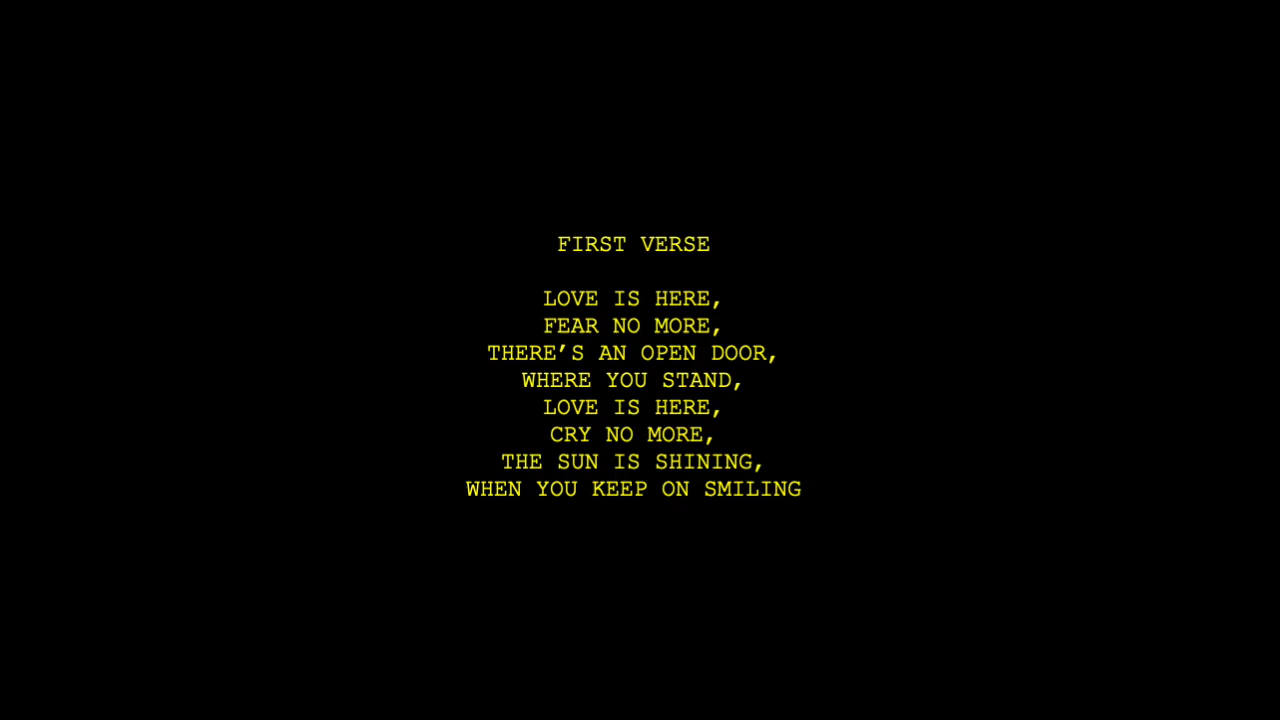 FIRST VERSE
LOVE IS HERE,
FEAR NO MORE,
THERE’S AN OPEN DOOR,
WHERE YOU STAND,
LOVE IS HERE,
CRY NO MORE,
THE SUN IS SHINING,
WHEN YOU KEEP ON SMILING